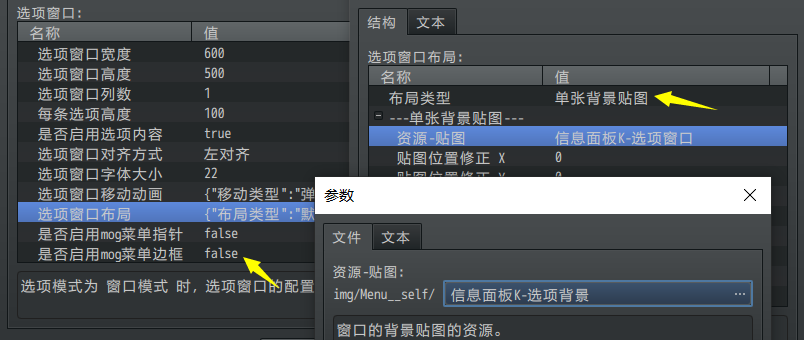 选项窗口:
名称 值
选项窗口宽度 600
选项窗口高度 500
选项窗口列数 1
每条选项高度 100
是否启用选项内容 true
选项窗口对齐方式 左对齐
选项窗口字体大小 22
选项窗口移动动画 {"移动类型":"弹
选项窗口布局 {"布局类型":"默
是否启用mog菜单指针 false
是否启用mog菜单边框 false
选项模式为 窗口模式 时, 选项窗口的配置
结构 文本
选项窗口布局:
名称 值
布局类型 单张背景贴图
---单张背景贴图---
资源-贴图 信息面板K-选项窗口
贴图位置修正 X 0
贴图位置修正 0
参数
文件 文本
资源-贴图:
img/Menu__self/ 信息面板K-选项背景 ...
窗口的背景贴图的资源。